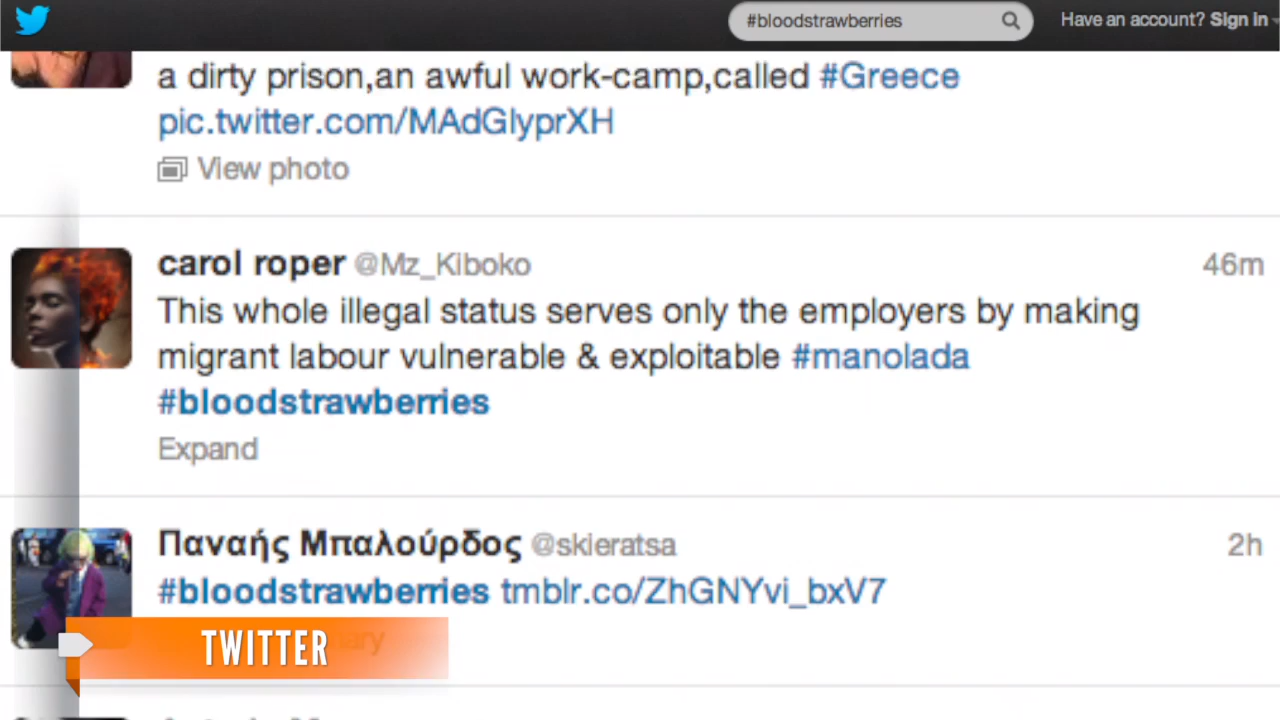 #bloodstrawberries
Have an account? Sign in
a dirty prison,an awful work-camp,called #Greece
pic.twitter.com/MAdGlyprXH
View photo
carol roper @Mz_Kiboko 46m
This whole illegal status serves only the employers by making
migrant labour vulnerable & exploitable #manolada
#bloodstrawberries
Expand
Παναής Μπαλούρδος @skieratsa 2h
#bloodstrawberries tmblr.co/ZhGNYvi_bxV7
TWITTER